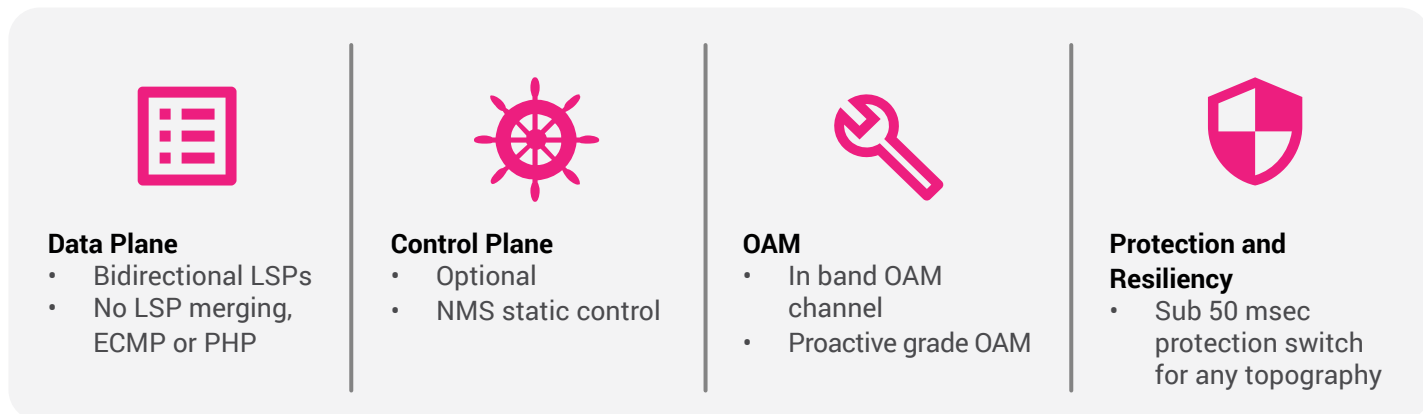 Data Plane
• Bidirectional LSPs
• No LSP merging,
ECMP or PHP
Control Plane
• Optional
• NMS static control
OAM
• In band OAM
channel
• Proactive grade OAM
Protection and
Resiliency
• Sub 50 msec
protection switch
for any topography